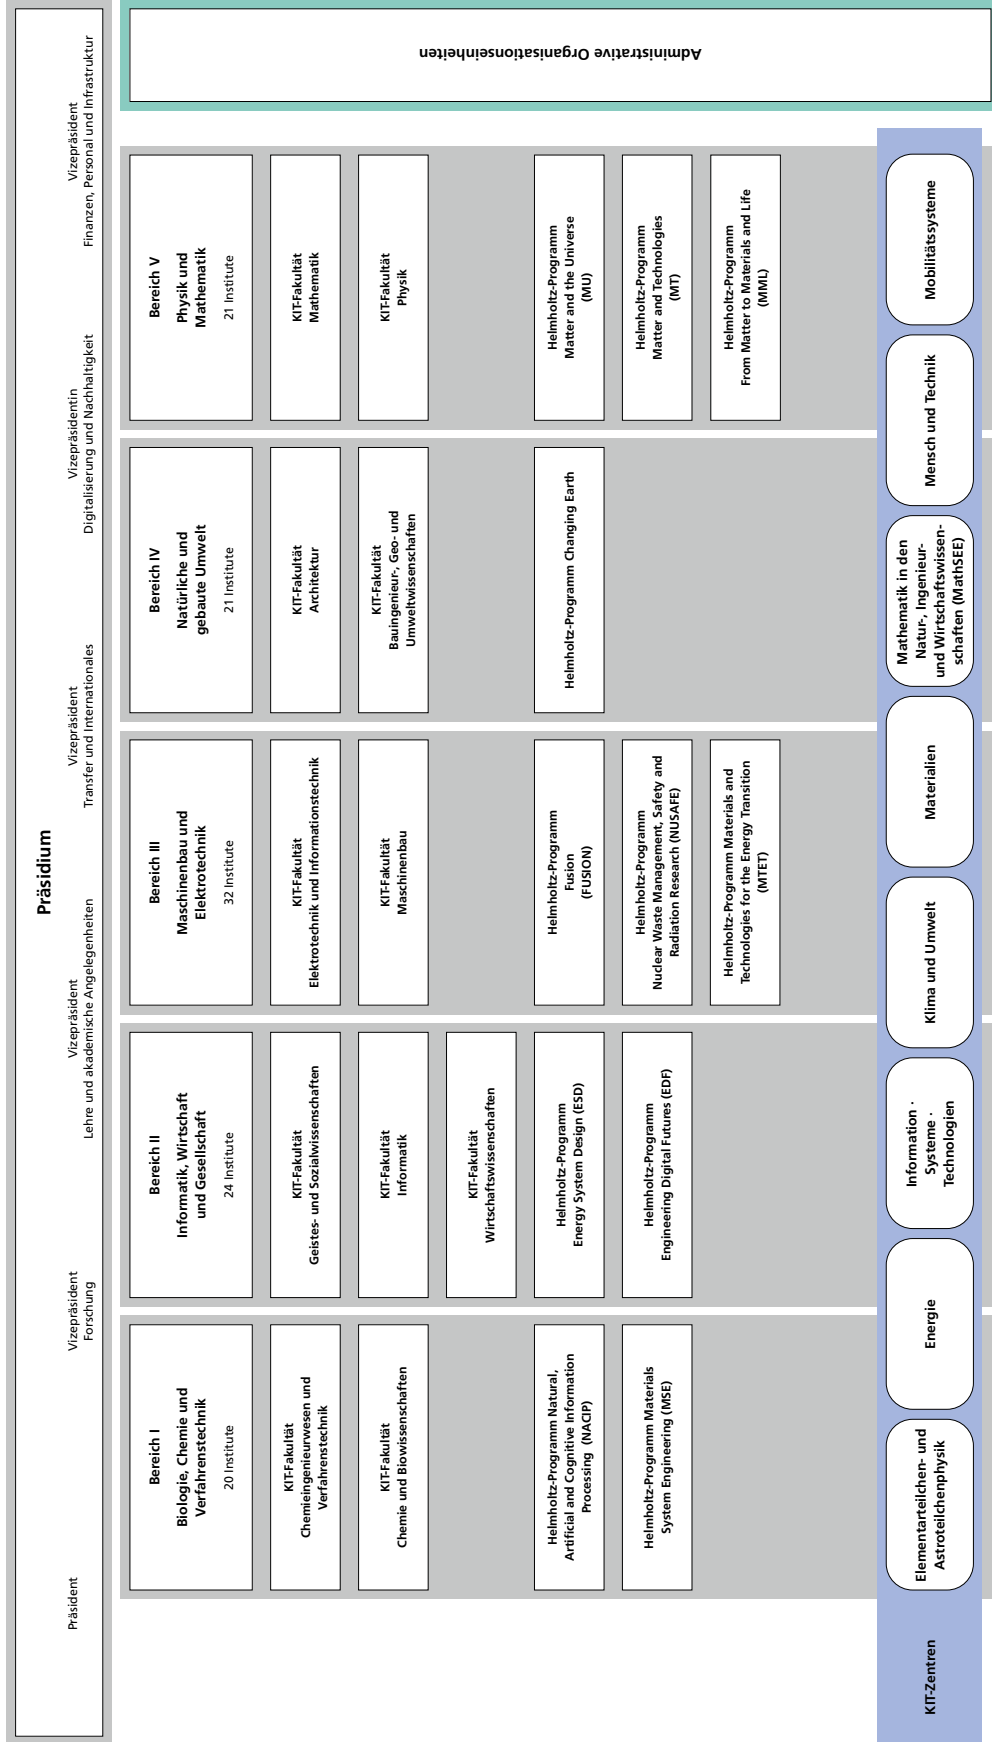 Präsidium
Präsident
Vizepräsident
Forschung
Vizepräsident
Lehre und akademische Angelegenheiten
Vizepräsident
Transfer und Internationales
Vizepräsidentin
Digitalisierung und Nachhaltigkeit
Vizepräsident
Finanzen, Personal und Infrastruktur
Bereich I
Biologie, Chemie und
Verfahrenstechnik
20 Institute
KIT-Fakultät
Chemieingenieurwesen und
Verfahrenstechnik
KIT-Fakultät
Chemie und Biowissenschaften
Helmholtz-Programm Natural,
Artificial and Cognitive Information
Processing (NACIP)
Helmholtz-Programm Materials
System Engineering (MSE)
Bereich II
Informatik, Wirtschaft
und Gesellschaft
24 Institute
KIT-Fakultät
Geistes- und Sozialwissenschaften
KIT-Fakultät
Informatik
KIT-Fakultät
Wirtschaftswissenschaften
Helmholtz-Programm
Energy System Design (ESD)
Helmholtz-Programm
Engineering Digital Futures (EDF)
Bereich III
Maschinenbau und
Elektrotechnik
32 Institute
KIT-Fakultät
Elektrotechnik und Informationstechnik
KIT-Fakultät
Maschinenbau
Helmholtz-Programm
Fusion
(FUSION)
Helmholtz-Programm
Nuclear Waste Management, Safety and
Radiation Research (NUSAFE)
Helmholtz-Programm Materials and
Technologies for the Energy Transition
(MTET)
Bereich IV
Natürliche und
gebaute Umwelt
21 Institute
KIT-Fakultät
Architektur
KIT-Fakultät
Bauingenieur-, Geo- und
Umweltwissenschaften
Helmholtz-Programm Changing Earth
Bereich V
Physik und
Mathematik
21 Institute
KIT-Fakultät
Mathematik
KIT-Fakultät
Physik
Helmholtz-Programm
Matter and the Universe
(MU)
Helmholtz-Programm
Matter and Technologies
(MT)
Helmholtz-Programm
From Matter to Materials and Life
(MML)
Administrative Organisationseinheiten
KIT-Zentren
Elementarteilchen- und
Astroteilchenphysik
Energie
Information ·
Systeme ·
Technologien
Klima und Umwelt
Materialien
Mathematik in den
Natur-, Ingenieur-
und Wirtschaftswissen-
schaften (MathSEE)
Mensch und Technik
Mobilitätssysteme